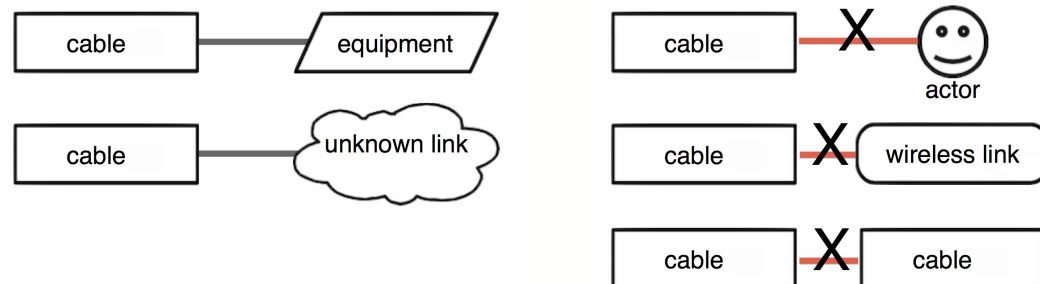 cable
equipment
cable
actor
cable
unknown link
cable
wireless link
cable
cable